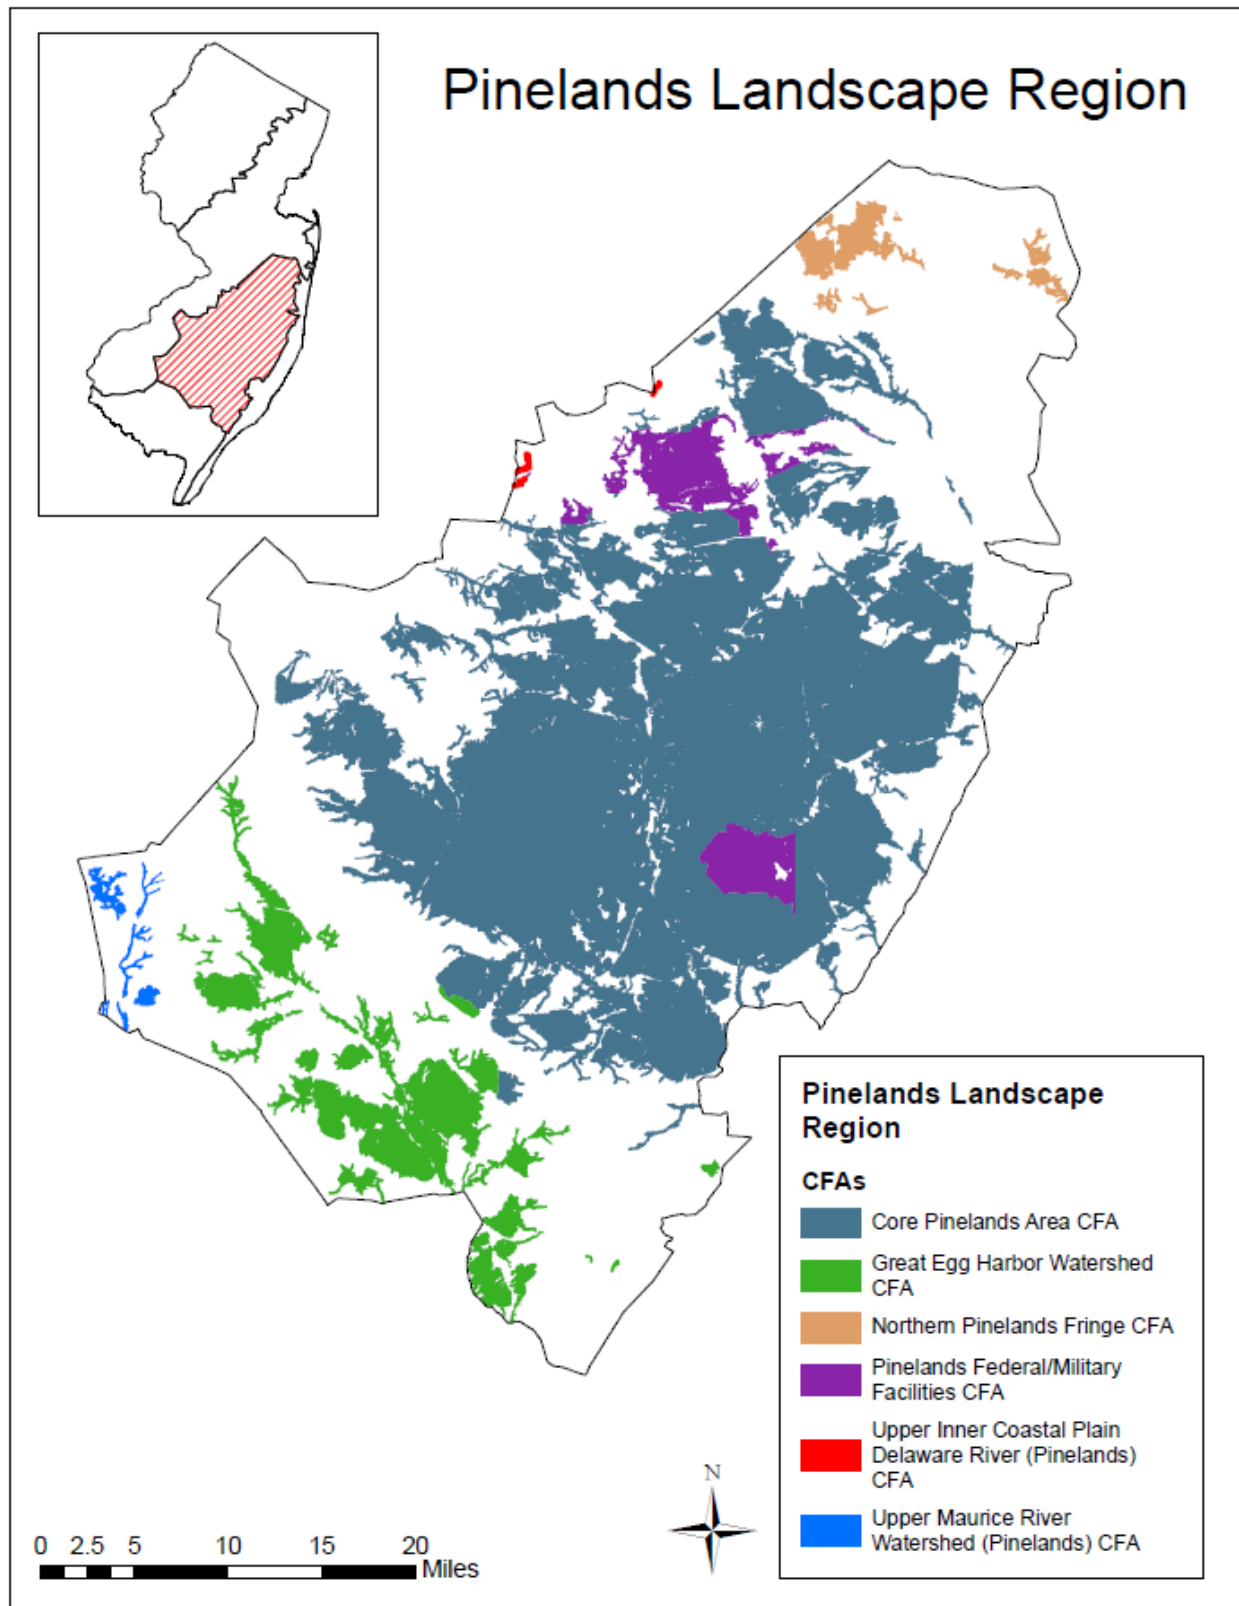 Pinelands Landscape Region
Pinelands Landscape
Region
CFAs
Core Pinelands Area CFA
Great Egg Harbor Watershed
CFA
Northern Pinelands Fringe CFA
Pinelands Federal/Military
Facilities CFA
Upper Inner Coastal Plain
Delaware River (Pinelands)
CFA
Upper Maurice River
Watershed (Pinelands) CFA
N
0 2.5 5 10 15 20
Miles